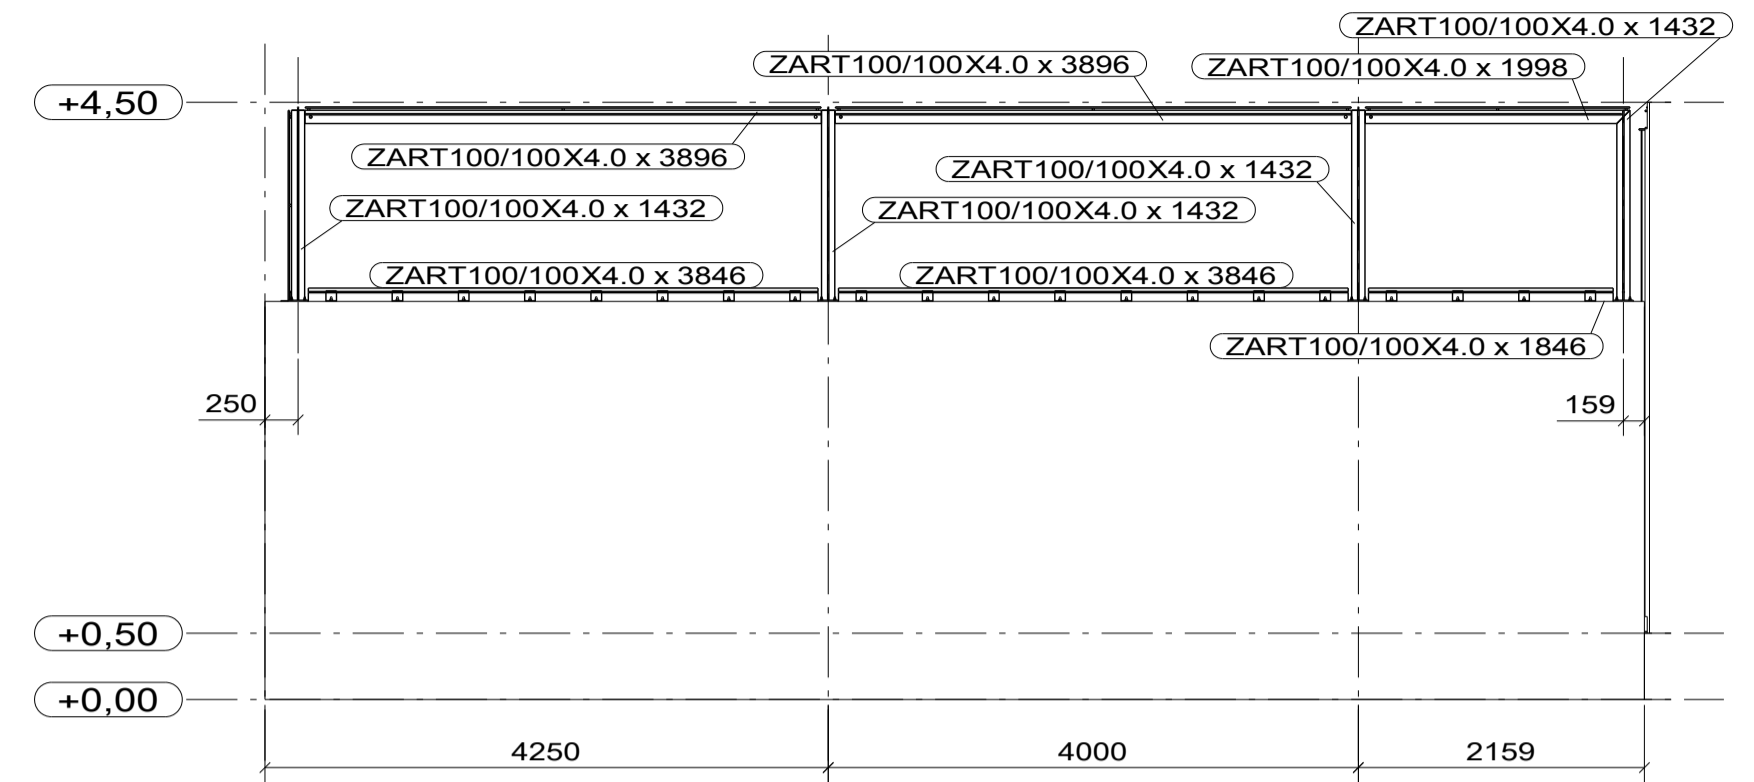 ZART100/100X4.0 x 1432
ZART100/100X4.0 x 3896
ZART100/100X4.0 x 1998
+4,50
ZART100/100X4.0 x 3896
ZART100/100X4.0 x 1432
ZART100/100X4.0 x 1432
ZART100/100X4.0 x 1432
ZART100/100X4.0 x 3846
ZART100/100X4.0 x 3846
ZART100/100X4.0 x 1846
250
159
+0,50
+0,00
4250
4000
2159